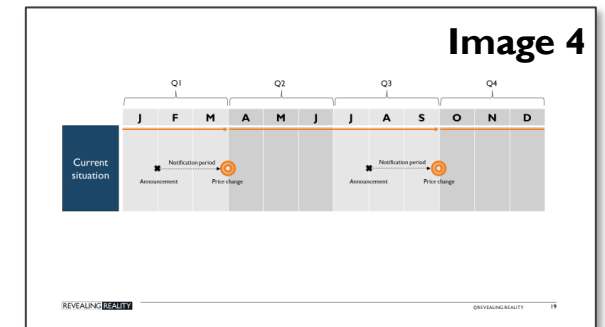 Image 4
Q1 Q2 Q3 Q4
J F M A M J J A S O N D
Current
situation
Notification period
Announcement Price change
Notification period
Announcement Price change
REVEALING REALITY
©REVEALING REALITY 19